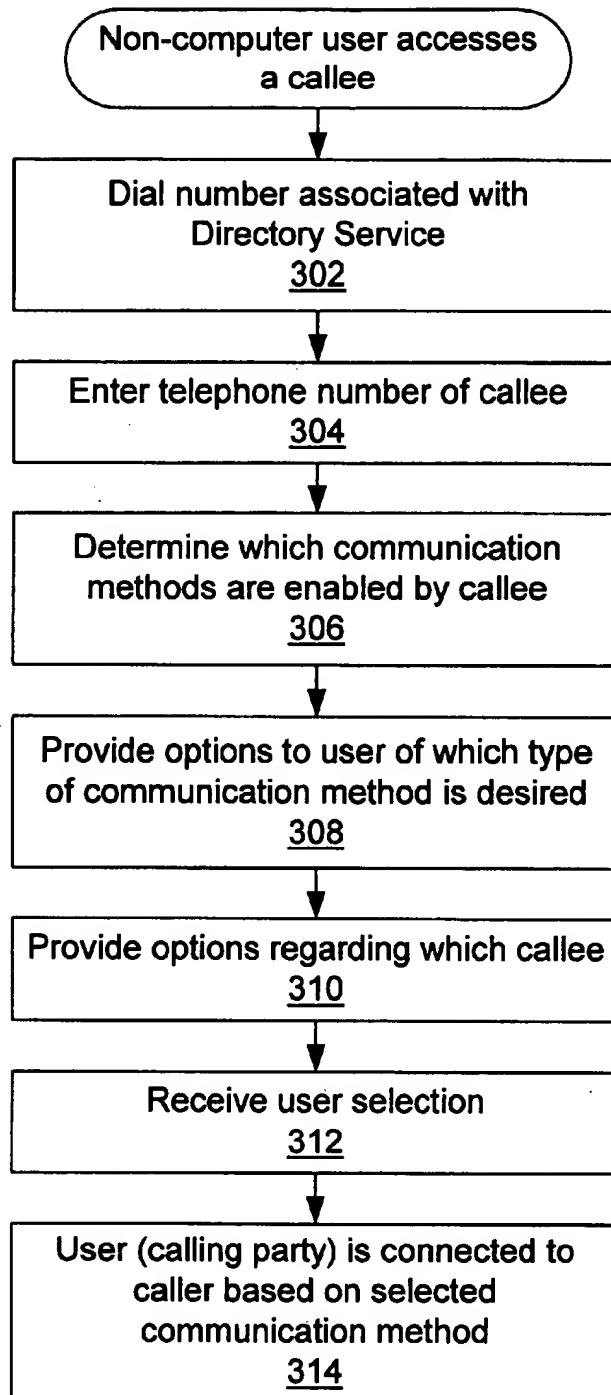 Non-computer user accesses
a callee
Dial number associated with
Directory Service
302
Enter telephone number of callee
304
Determine which communication
methods are enabled by callee
306
Provide options to user of which type
of communication method is desired
308
Provide options regarding which callee
310
Receive user selection
312
User (calling party) is connected to
caller based on selected
communication method
314